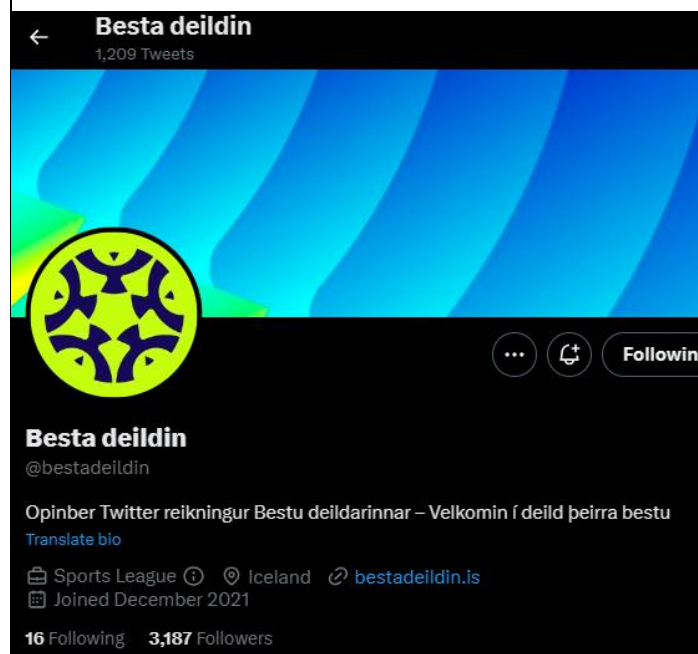 Besta deildin
1,209 Tweets
Followin
Besta deildin
@bestadeildin
Opinber Twitter reikningur Bestu deildarinnar – Velkomin í deild þeirra bestu
Translate bio
Sports League Iceland bestadeildin.is
Joined December 2021
16 Following 3,187 Followers